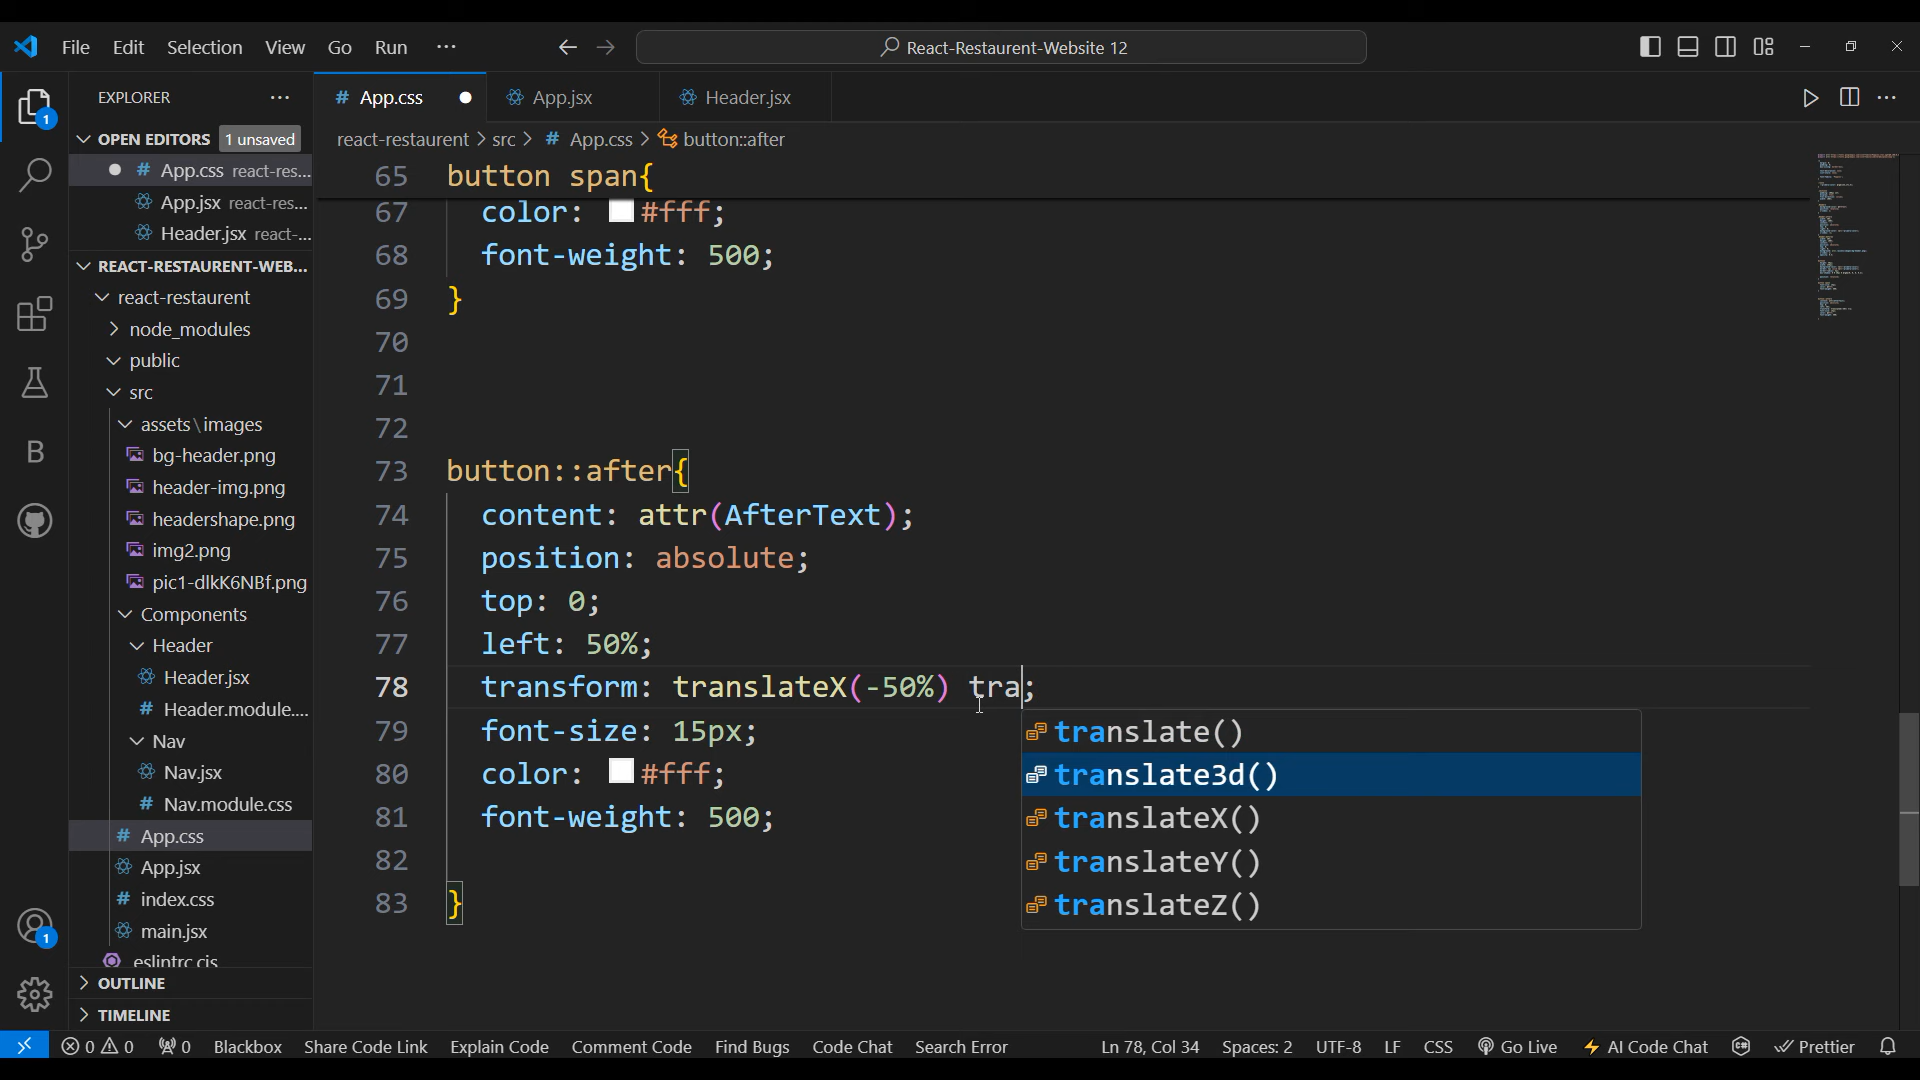 File Edit Selection View Go Run ··· React-Restaurent-Website 12
EXPLORER ···
# App.css
App.jsx
Header.jsx
OPEN EDITORS 1 unsaved
# App.css react-res...
App.jsx react-res...
Header.jsx react-...
REACT-RESTAURENT-WEB...
react-restaurent
node_modules
public
src
assets\images
bg-header.png
header-img.png
headershape.png
img2.png
pic1-dlkK6NBf.png
Components
Header
Header.jsx
# Header.module....
Nav
Nav.jsx
# Nav.module.css
# App.css
App.jsx
# index.css
main.jsx
eslintrc.cjs
OUTLINE
TIMELINE
B
1
1
react-restaurent > src > # App.css > button::after
65 button span{
67 color: #fff;
68 font-weight: 500;
69 }
70
71
72
73 button::after{
74 content: attr(AfterText);
75 position: absolute;
76 top: 0;
77 left: 50%;
78 transform: translateX(-50%) tra;
79 font-size: 15px;
80 color: #fff;
81 font-weight: 500;
82
83 }
translate()
translate3d()
translateX()
translateY()
translateZ()
0 0 0 Blackbox Share Code Link Explain Code Comment Code Find Bugs Code Chat Search Error Ln 78, Col 34 Spaces: 2 UTF-8 LF CSS Go Live AI Code Chat Prettier